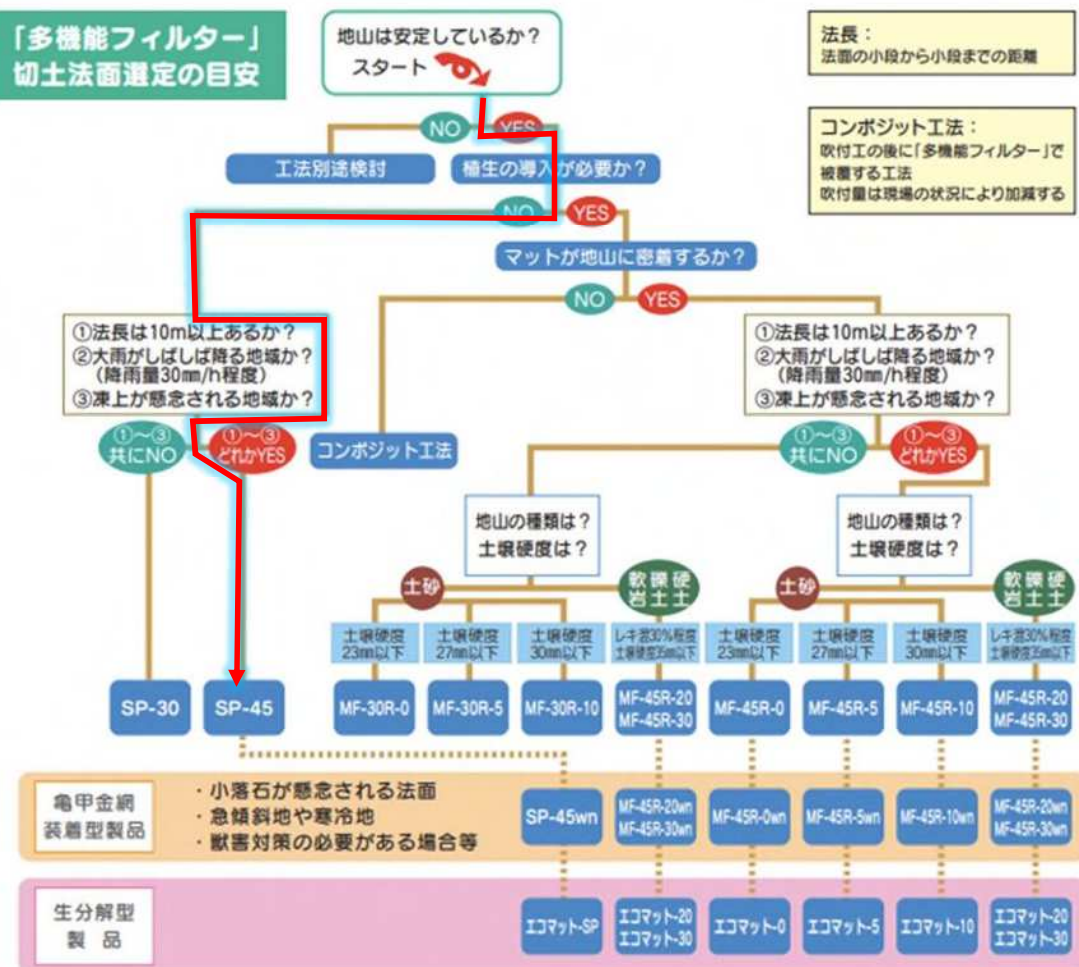 「多機能フィルター」
切土法面選定の目安
地山は安定しているか？
スタート
法長：
法面の小段から小段までの距離
コンポジット工法：
吹付工の後に「多機能フィルター」で
被覆する工法
吹付量は現場の状況により加減する
NO
YES
工法別途検討
植生の導入が必要か？
NO
YES
マットが地山に密着するか？
NO
YES
①法長は10m以上あるか？
②大雨がしばしば降る地域か？
（降雨量30mm/h程度）
③凍上が懸念される地域か？
①法長は10m以上あるか？
②大雨がしばしば降る地域か？
（降雨量30mm/h程度）
③凍上が懸念される地域か？
①～③
共にNO
①～③
どれかYES
コンポジット工法
①～③
共にNO
①～③
どれかYES
地山の種類は？
土壌硬度は？
地山の種類は？
土壌硬度は？
土砂
軟岩 礫土 硬土
土砂
軟岩 礫土 硬土
土壌硬度
23mm以下
土壌硬度
27mm以下
土壌硬度
30mm以下
レキ混30%程度
土壌硬度35mm以下
土壌硬度
23mm以下
土壌硬度
27mm以下
土壌硬度
30mm以下
レキ混30%程度
土壌硬度35mm以下
SP-30
SP-45
MF-30R-0
MF-30R-5
MF-30R-10
MF-45R-20
MF-45R-30
MF-45R-0
MF-45R-5
MF-45R-10
MF-45R-20
MF-45R-30
亀甲金網
装着型製品
・小落石が懸念される法面
・急傾斜地や寒冷地
・獣害対策の必要がある場合等
SP-45wn
MF-45R-20wn
MF-45R-30wn
MF-45R-0wn
MF-45R-5wn
MF-45R-10wn
MF-45R-20wn
MF-45R-30wn
生分解型
製品
エコマット-SP
エコマット-20
エコマット-30
エコマット-0
エコマット-5
エコマット-10
エコマット-20
エコマット-30